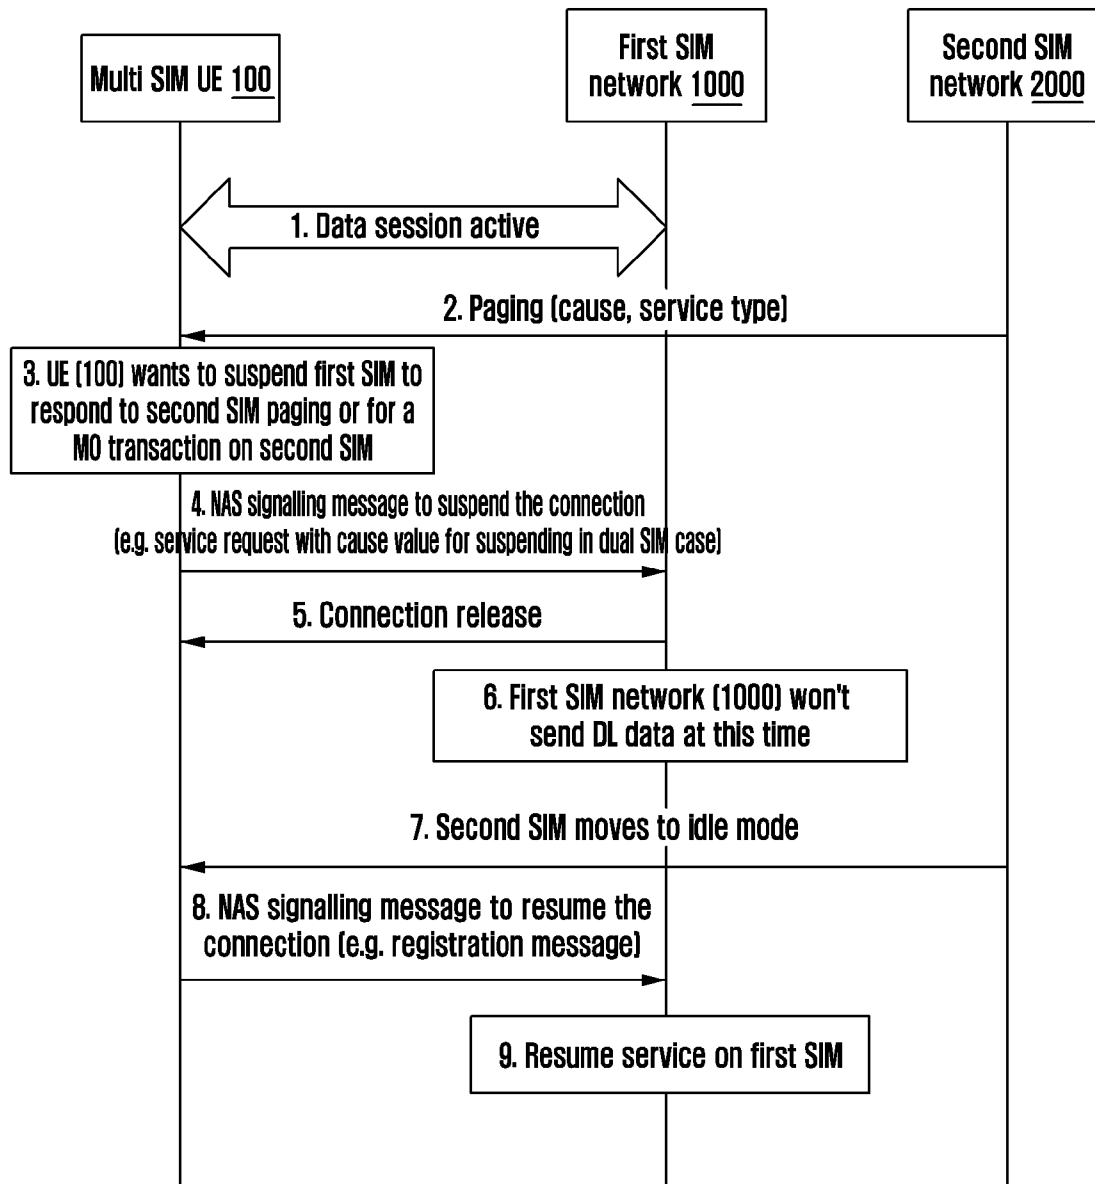 Multi SIM UE 100
First SIM
network 1000
Second SIM
network 2000
1. Data session active
2. Paging (cause, service type)
3. UE (100) wants to suspend first SIM to
respond to second SIM paging or for a
MO transaction on second SIM
4. NAS signalling message to suspend the connection
(e.g. service request with cause value for suspending in dual SIM case)
5. Connection release
6. First SIM network (1000) won't
send DL data at this time
7. Second SIM moves to idle mode
8. NAS signalling message to resume the
connection (e.g. registration message)
9. Resume service on first SIM